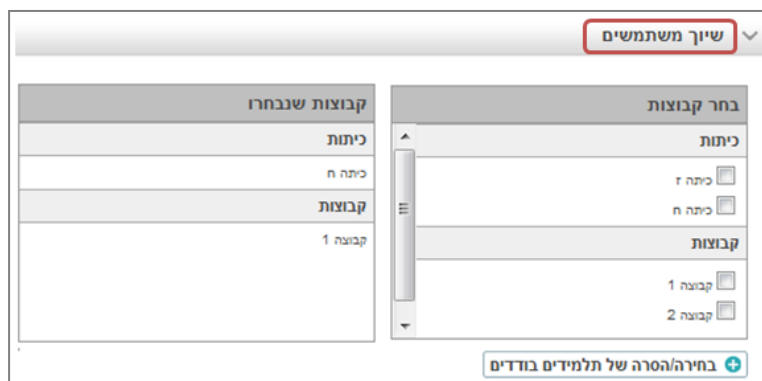 שיוך משתמשים
בחר קבוצות
כיתות
כיתה ז
כיתה ח
קבוצות
קבוצה 1
קבוצה 2
קבוצות שנבחרו
כיתות
כיתה ח
קבוצות
קבוצה 1
בחירה/הסרה של תלמידים בודדים